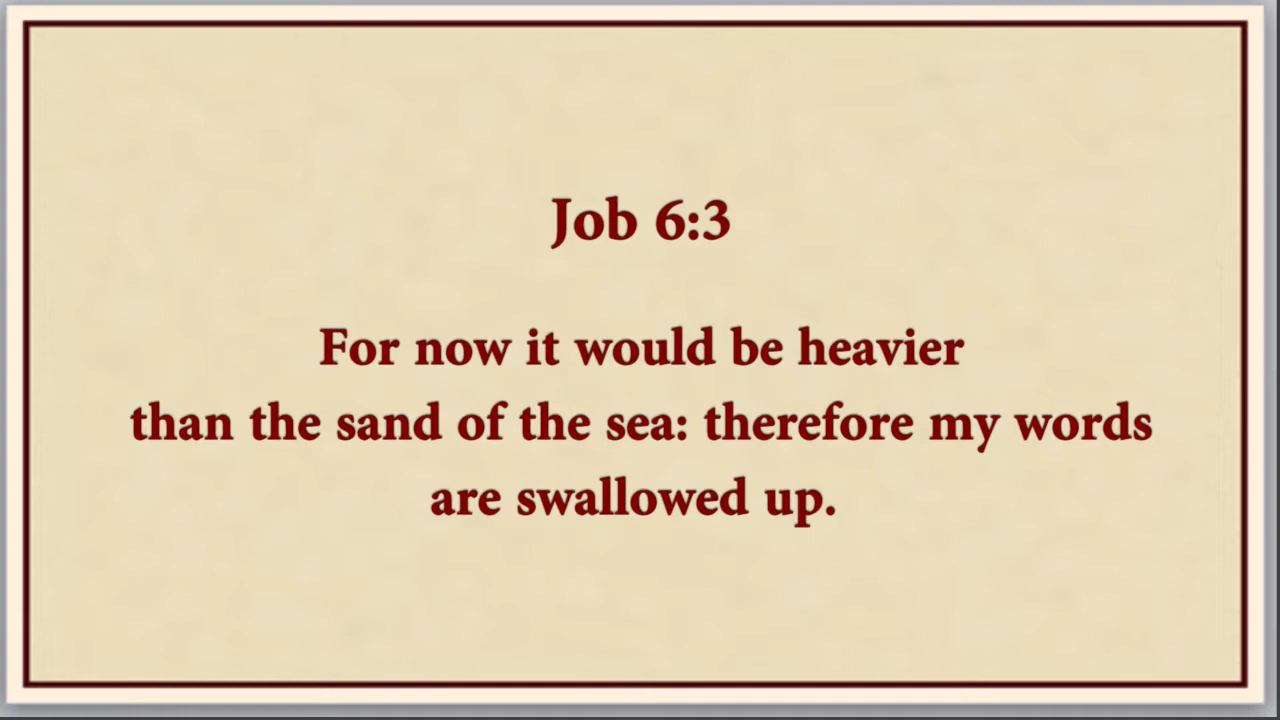 Job 6:3
For now it would be heavier
than the sand of the sea: therefore my words
are swallowed up.